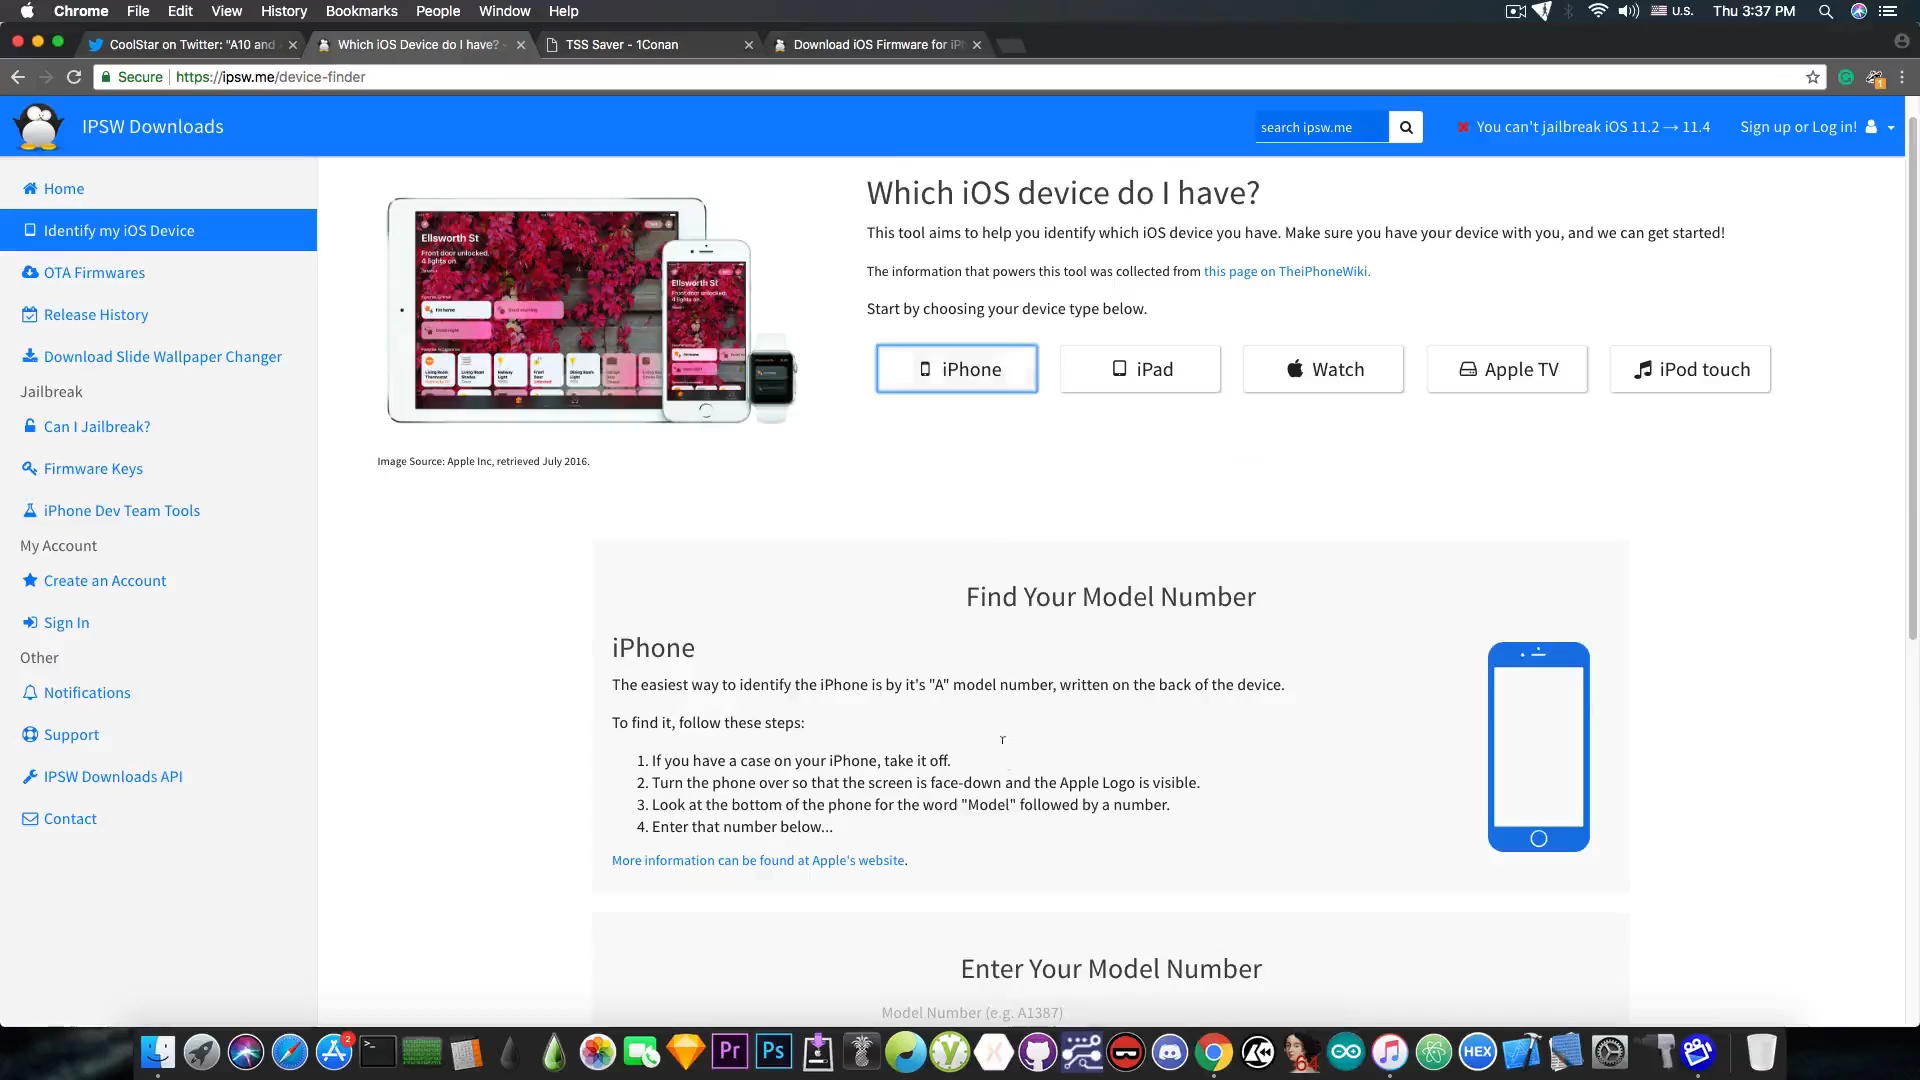 Chrome File Edit View History Bookmarks People Window Help
U.S. Thu 3:37 PM
CoolStar on Twitter: "A10 and
Which iOS Device do I have? -
TSS Saver - 1Conan
Download iOS Firmware for iP
Secure https://ipsw.me/device-finder
IPSW Downloads
search ipsw.me
You can't jailbreak iOS 11.2 → 11.4
Sign up or Log in!
Home
Identify my iOS Device
OTA Firmwares
Release History
Download Slide Wallpaper Changer
Jailbreak
Can I Jailbreak?
Firmware Keys
iPhone Dev Team Tools
My Account
Create an Account
Sign In
Other
Notifications
Support
IPSW Downloads API
Contact
Ellsworth St
Front door unlocked.
4 lights on.
Ellsworth St
Image Source: Apple Inc, retrieved July 2016.
Which iOS device do I have?
This tool aims to help you identify which iOS device you have. Make sure you have your device with you, and we can get started!
The information that powers this tool was collected from this page on TheiPhoneWiki.
Start by choosing your device type below.
iPhone
iPad
Watch
Apple TV
iPod touch
Find Your Model Number
iPhone
The easiest way to identify the iPhone is by it's "A" model number, written on the back of the device.
To find it, follow these steps:
1. If you have a case on your iPhone, take it off.
2. Turn the phone over so that the screen is face-down and the Apple Logo is visible.
3. Look at the bottom of the phone for the word "Model" followed by a number.
4. Enter that number below...
More information can be found at Apple's website.
Enter Your Model Number
Model Number (e.g. A1387)
2
Pr
Ps
64
HEX